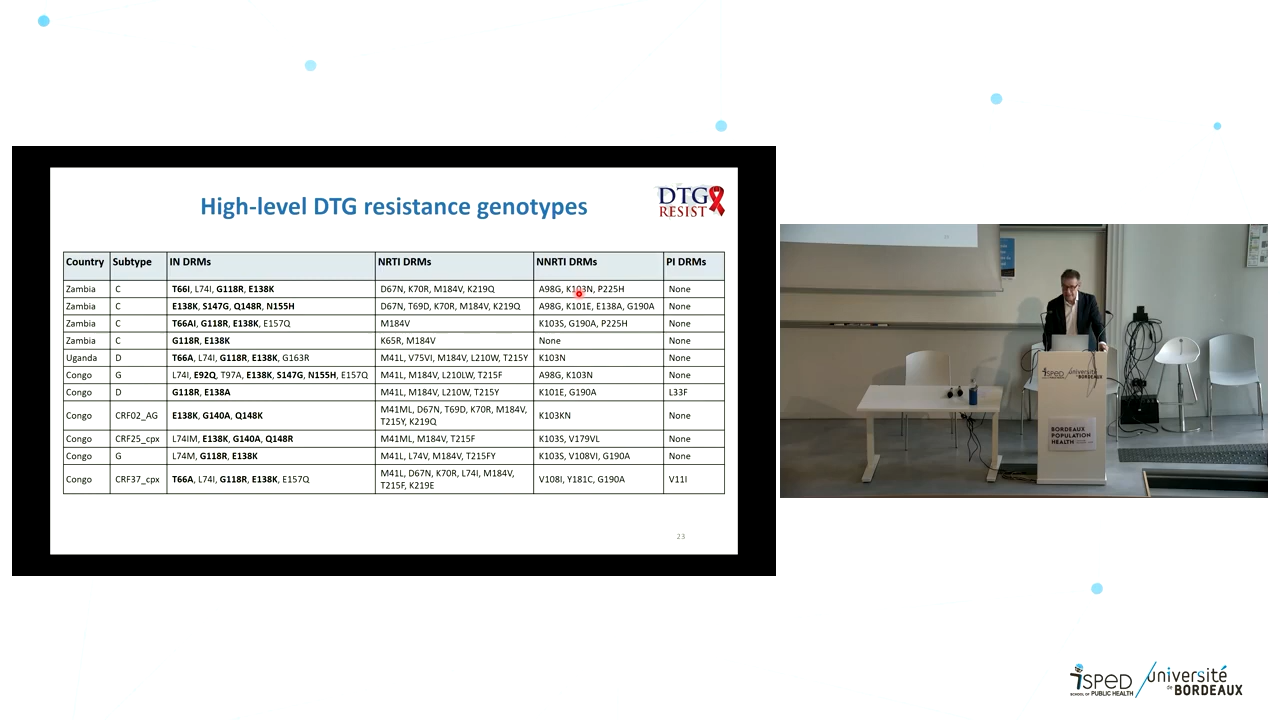 High-level DTG resistance genotypes
DTG
RESIST
Country Subtype IN DRMs NRTI DRMs NNRTI DRMs PI DRMs
Zambia C T66I, L74I, G118R, E138K D67N, K70R, M184V, K219Q A98G, K103N, P225H None
Zambia C E138K, S147G, Q148R, N155H D67N, T69D, K70R, M184V, K219Q A98G, K101E, E138A, G190A None
Zambia C T66AI, G118R, E138K, E157Q M184V K103S, G190A, P225H None
Zambia C G118R, E138K K65R, M184V None None
Uganda D T66A, L74I, G118R, E138K, G163R M41L, V75VI, M184V, L210W, T215Y K103N None
Congo G L74I, E92Q, T97A, E138K, S147G, N155H, E157Q M41L, M184V, L210LW, T215F A98G, K103N None
Congo D G118R, E138A M41L, M184V, L210W, T215Y K101E, G190A L33F
Congo CRF02_AG E138K, G140A, Q148K M41ML, D67N, T69D, K70R, M184V,
T215Y, K219Q K103KN None
Congo CRF25_cpx L74IM, E138K, G140A, Q148R M41ML, M184V, T215F K103S, V179VL None
Congo G L74M, G118R, E138K M41L, L74V, M184V, T215FY K103S, V108VI, G190A None
Congo CRF37_cpx T66A, L74I, G118R, E138K, E157Q M41L, D67N, K70R, L74I, M184V,
T215F, K219E V108I, Y181C, G190A V11I
23
isped université
de BORDEAUX
BORDEAUX
POPULATION
HEALTH
isped
SCHOOL OF PUBLIC HEALTH
université
de BORDEAUX